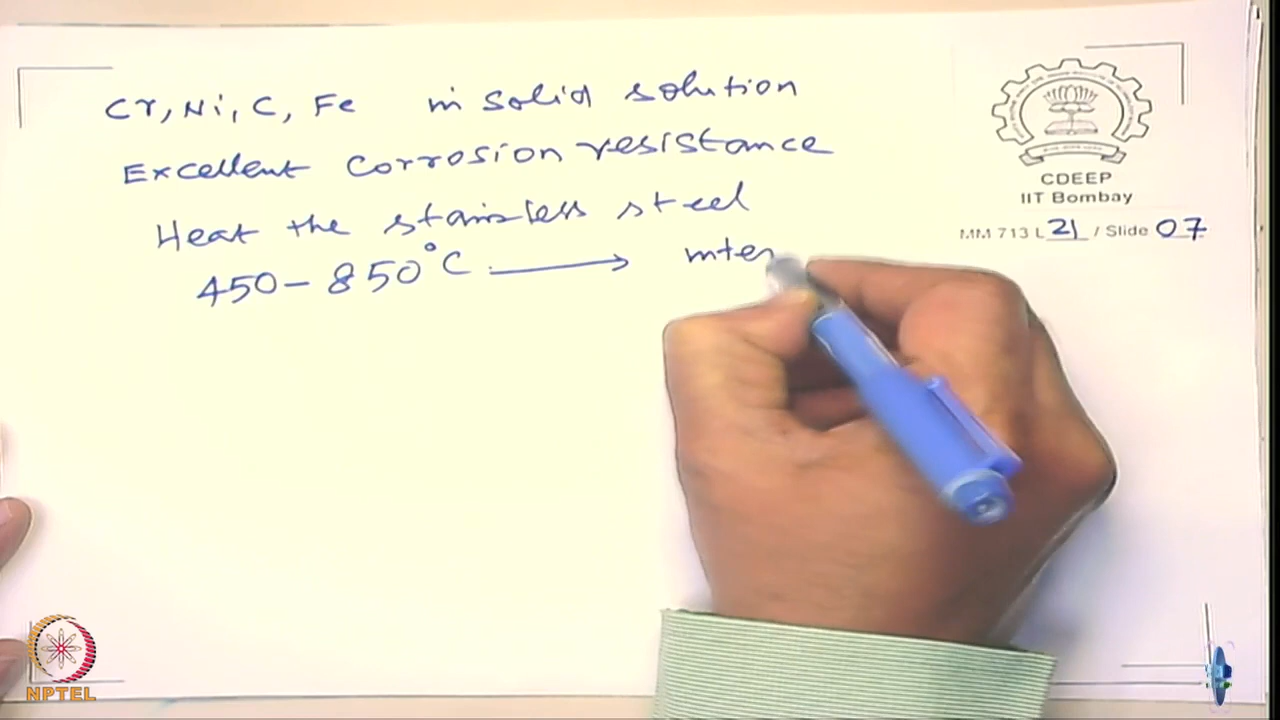 Cr, Ni, C, Fe in solid solution
Excellent corrosion resistance
Heat the stainless steel
450-850°C → inter
CDEEP
IIT Bombay
MM 713 L 21 / Slide 07
NPTEL